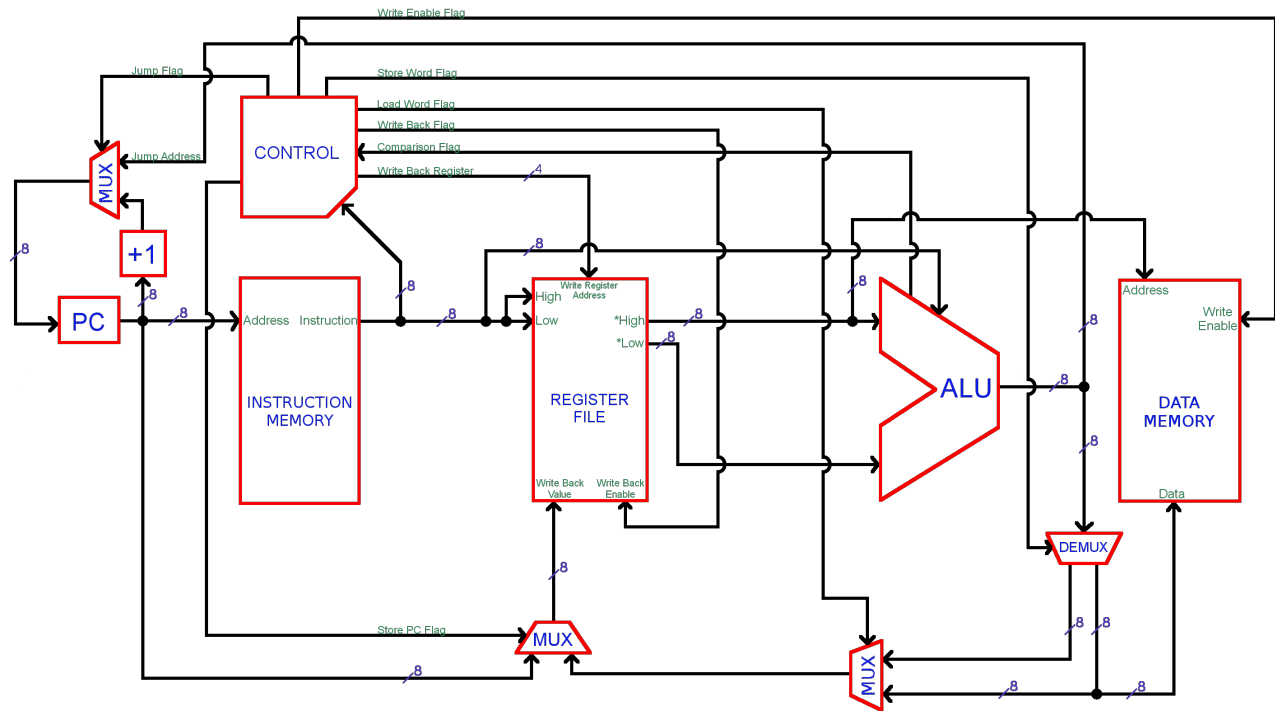 Write Enable Flag
Jump Flag
Store Word Flag
Load Word Flag
Write Back Flag
Comparison Flag
Write Back Register
4
CONTROL
MUX
Jump Address
8
+1
8
PC
8
Address
Instruction
INSTRUCTION
MEMORY
8
8
8
Write Register
Address
High
Low
*High
*Low
REGISTER
FILE
Write Back
Value
Write Back
Enable
8
8
8
ALU
8
8
8
Address
Write
Enable
DATA
MEMORY
Data
DEMUX
8
8
8
Store PC Flag
MUX
8
MUX
8
8